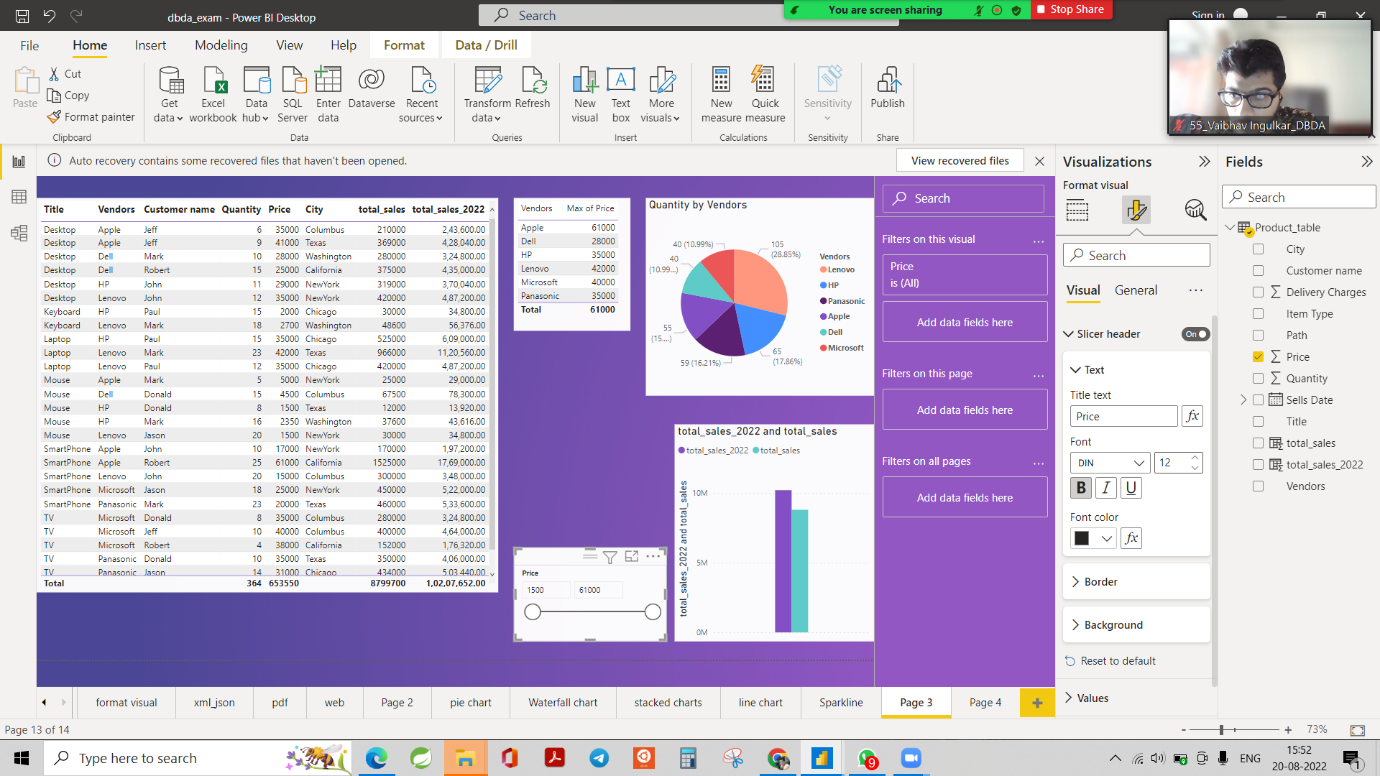 dbda_exam - Power BI Desktop
Search
You are screen sharing
Stop Share
Sign in
File Home Insert Modeling View Help Format Data / Drill
Paste
Cut
Copy
Format painter
Get data
Excel workbook
Data hub
SQL Server
Enter data
Dataverse
Recent sources
Transform data
Refresh
New visual
Text box
More visuals
New measure
Quick measure
Sensitivity
Publish
Clipboard Data Queries Insert Calculations Sensitivity Share
55_Vaibhav Ingulkar_DBDA
Auto recovery contains some recovered files that haven't been opened.
View recovered files
Title Vendors Customer name Quantity Price City total_sales total_sales_2022
Desktop Apple Jeff 6 35000 Columbus 210000 2,43,600.00
Desktop Apple Jeff 9 41000 Texas 369000 4,28,040.00
Desktop Dell Mark 10 28000 Washington 280000 3,24,800.00
Desktop Dell Robert 15 25000 California 375000 4,35,000.00
Desktop HP John 11 29000 NewYork 319000 3,70,040.00
Desktop Lenovo John 12 35000 NewYork 420000 4,87,200.00
Keyboard HP Paul 15 2000 Chicago 30000 34,800.00
Keyboard Lenovo Mark 18 2700 Washington 48600 56,376.00
Laptop HP Paul 15 35000 Chicago 525000 6,09,000.00
Laptop Lenovo Mark 23 42000 Texas 966000 11,20,560.00
Laptop Lenovo Paul 12 35000 Chicago 420000 4,87,200.00
Mouse Apple Mark 5 5000 NewYork 25000 29,000.00
Mouse Dell Donald 15 4500 Columbus 67500 78,300.00
Mouse HP Donald 8 1500 Texas 12000 13,920.00
Mouse HP Mark 16 2350 Washington 37600 43,616.00
Mouse Lenovo Jason 20 1500 NewYork 30000 34,800.00
SmartPhone Apple John 10 17000 NewYork 170000 1,97,200.00
SmartPhone Apple Robert 25 61000 California 1525000 17,69,000.00
SmartPhone Lenovo John 20 15000 Columbus 300000 3,48,000.00
SmartPhone Microsoft Jason 18 25000 NewYork 450000 5,22,000.00
SmartPhone Panasonic Mark 23 20000 Texas 460000 5,33,600.00
TV Microsoft Donald 8 35000 Columbus 280000 3,24,800.00
TV Microsoft Jeff 10 40000 Columbus 400000 4,64,000.00
TV Microsoft Robert 4 38000 California 152000 1,76,320.00
TV Panasonic Donald 10 35000 Texas 350000 4,06,000.00
TV Panasonic Jason 14 31000 Chicago 434000 5,03,440.00
Total 364 653550 8799700 1,02,07,652.00
Vendors Max of Price
Apple 61000
Dell 28000
HP 35000
Lenovo 42000
Microsoft 40000
Panasonic 35000
Total 61000
Quantity by Vendors
40 (10.99%)
105 (28.85%)
40 (10.99...)
55 (15....)
59 (16.21%)
65 (17.86%)
Vendors
Lenovo
HP
Panasonic
Apple
Dell
Microsoft
total_sales_2022 and total_sales
total_sales_2022 total_sales
total_sales_2022 and total_sales
10M
5M
0M
Price
1500 61000
Search
Filters on this visual ...
Price
is (All)
Add data fields here
Filters on this page ...
Add data fields here
Filters on all pages ...
Add data fields here
Visualizations
Format visual
Search
Visual General ...
Slicer header On
Text
Title text
Price fx
Font
DIN 12
B I U
Font color
fx
Border
Background
Reset to default
Values
Fields
Search
Product_table
City
Customer name
Delivery Charges
Item Type
Path
Price
Quantity
Sells Date
Title
total_sales
total_sales_2022
Vendors
format visual xml_json pdf web Page 2 pie chart Waterfall chart stacked charts line chart Sparkline Page 3 Page 4 +
Page 13 of 14
- + 73%
Type here to search
9
ENG
15:52
20-08-2022
1